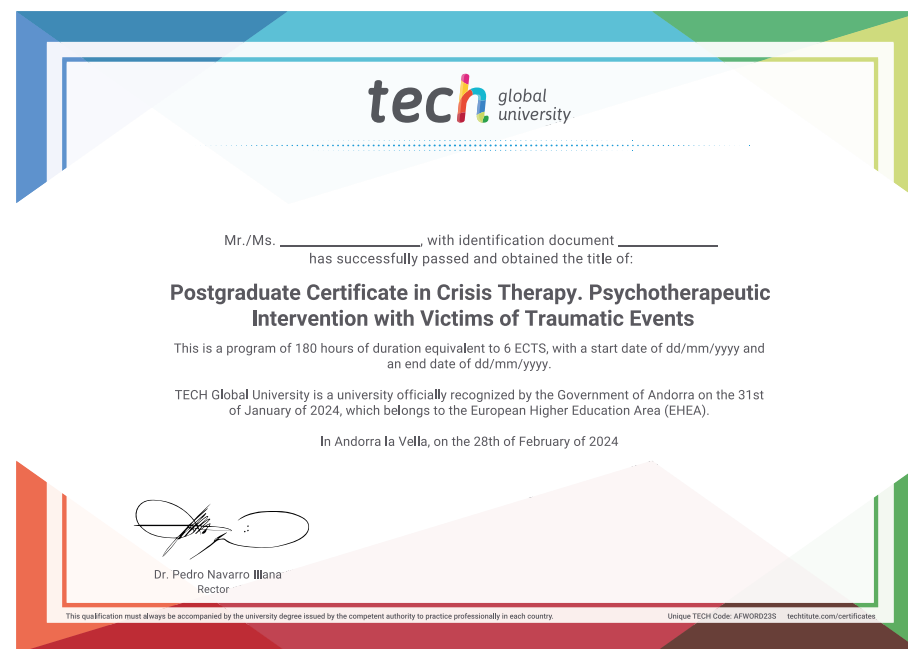 tech global
university
Mr./Ms. ____________, with identification document ____________
has successfully passed and obtained the title of:
Postgraduate Certificate in Crisis Therapy. Psychotherapeutic
Intervention with Victims of Traumatic Events
This is a program of 180 hours of duration equivalent to 6 ECTS, with a start date of dd/mm/yyyy and
an end date of dd/mm/yyyy.
TECH Global University is a university officially recognized by the Government of Andorra on the 31st
of January of 2024, which belongs to the European Higher Education Area (EHEA).
In Andorra la Vella, on the 28th of February of 2024
Dr. Pedro Navarro Illana
Rector
This qualification must always be accompanied by the university degree issued by the competent authority to practice professionally in each country.
Unique TECH Code: AFWORD23S techtitute.com/certificates